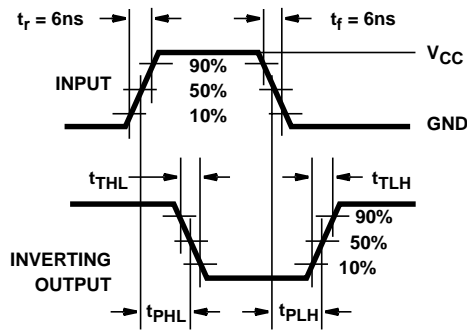 tr = 6ns
tf = 6ns
VCC
90%
INPUT
50%
10%
GND
tTHL
tTLH
90%
50%
INVERTING
10%
OUTPUT
tPHL
tPLH